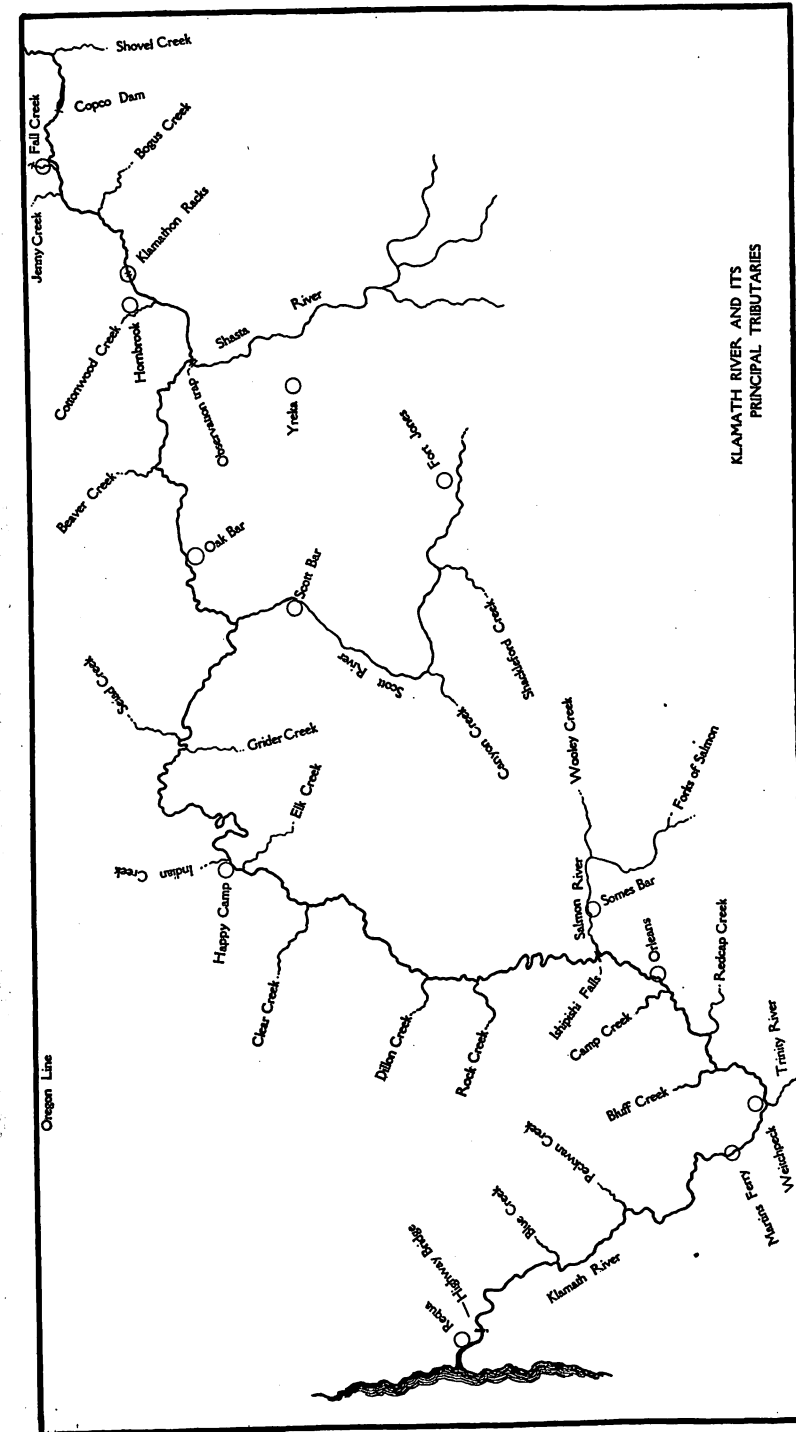 Shovel Creek
Copco Dam
Fall Creek
Bogus Creek
Jenny Creek
Klamathon Racks
Cottonwood Creek
Hornbrook
Shasta River
Observation trap
Yreka
Fort Jones
Beaver Creek
Oak Bar
Scott Bar
Scott River
Shackleford Creek
Canyon Creek
Seiad Creek
Grider Creek
Elk Creek
Indian Creek
Happy Camp
Clear Creek
Dillon Creek
Rock Creek
Wooley Creek
Forks of Salmon
Salmon River
Somes Bar
Ishipishi Falls
Orleans
Camp Creek
Redcap Creek
Bluff Creek
Trinity River
Weitchpeck
Martins Ferry
Peckwan Creek
Blue Creek
Klamath River
Highway Bridge
Requa
Oregon Line
KLAMATH RIVER AND ITS
PRINCIPAL TRIBUTARIES